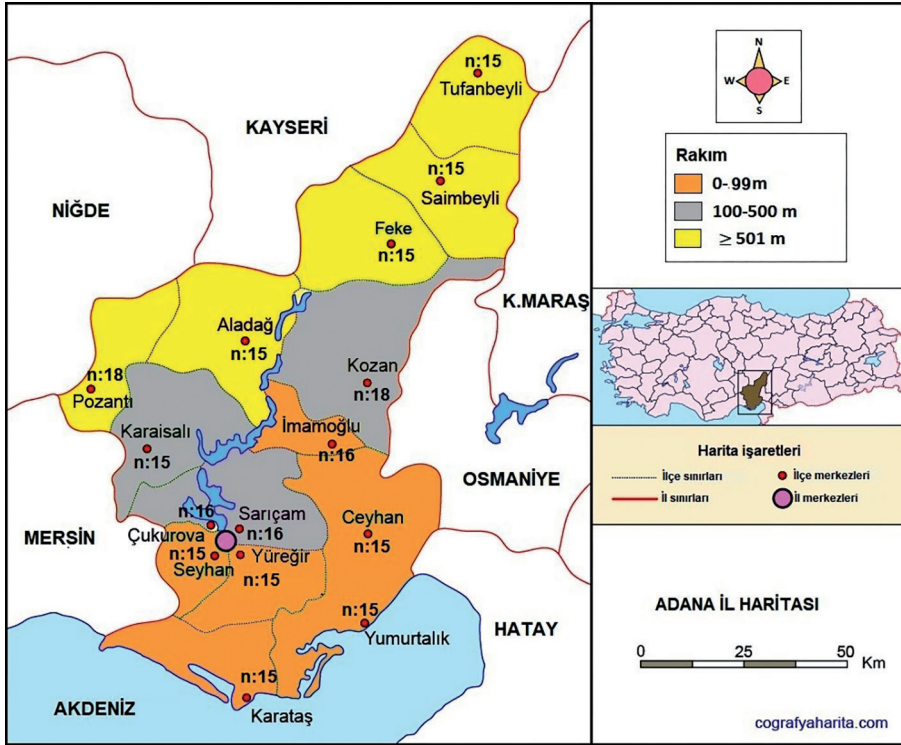 n:15
Tufanbeyli
KAYSERİ
n:15
Saimbeyli
NİĞDE
Feke
n:15
K.MARAŞ
Aladağ
n:15
n:18
Pozantı
Kozan
n:18
Karaisalı
n:15
İmamoğlu
n:16
OSMANİYE
MERSİN
n:16
Çukurova
Sarıçam
n:16
Ceyhan
n:15
n:15
Seyhan
Yüreğir
n:15
n:15
Yumurtalık
HATAY
n:15
Karataş
AKDENİZ
N
W E
S
Rakım
0-.99m
100-500 m
≥ 501 m
Harita işaretleri
İlçe sınırları
İlçe merkezleri
İl sınırları
İl merkezleri
ADANA İL HARİTASI
0 25 50
Km
cografyaharita.com